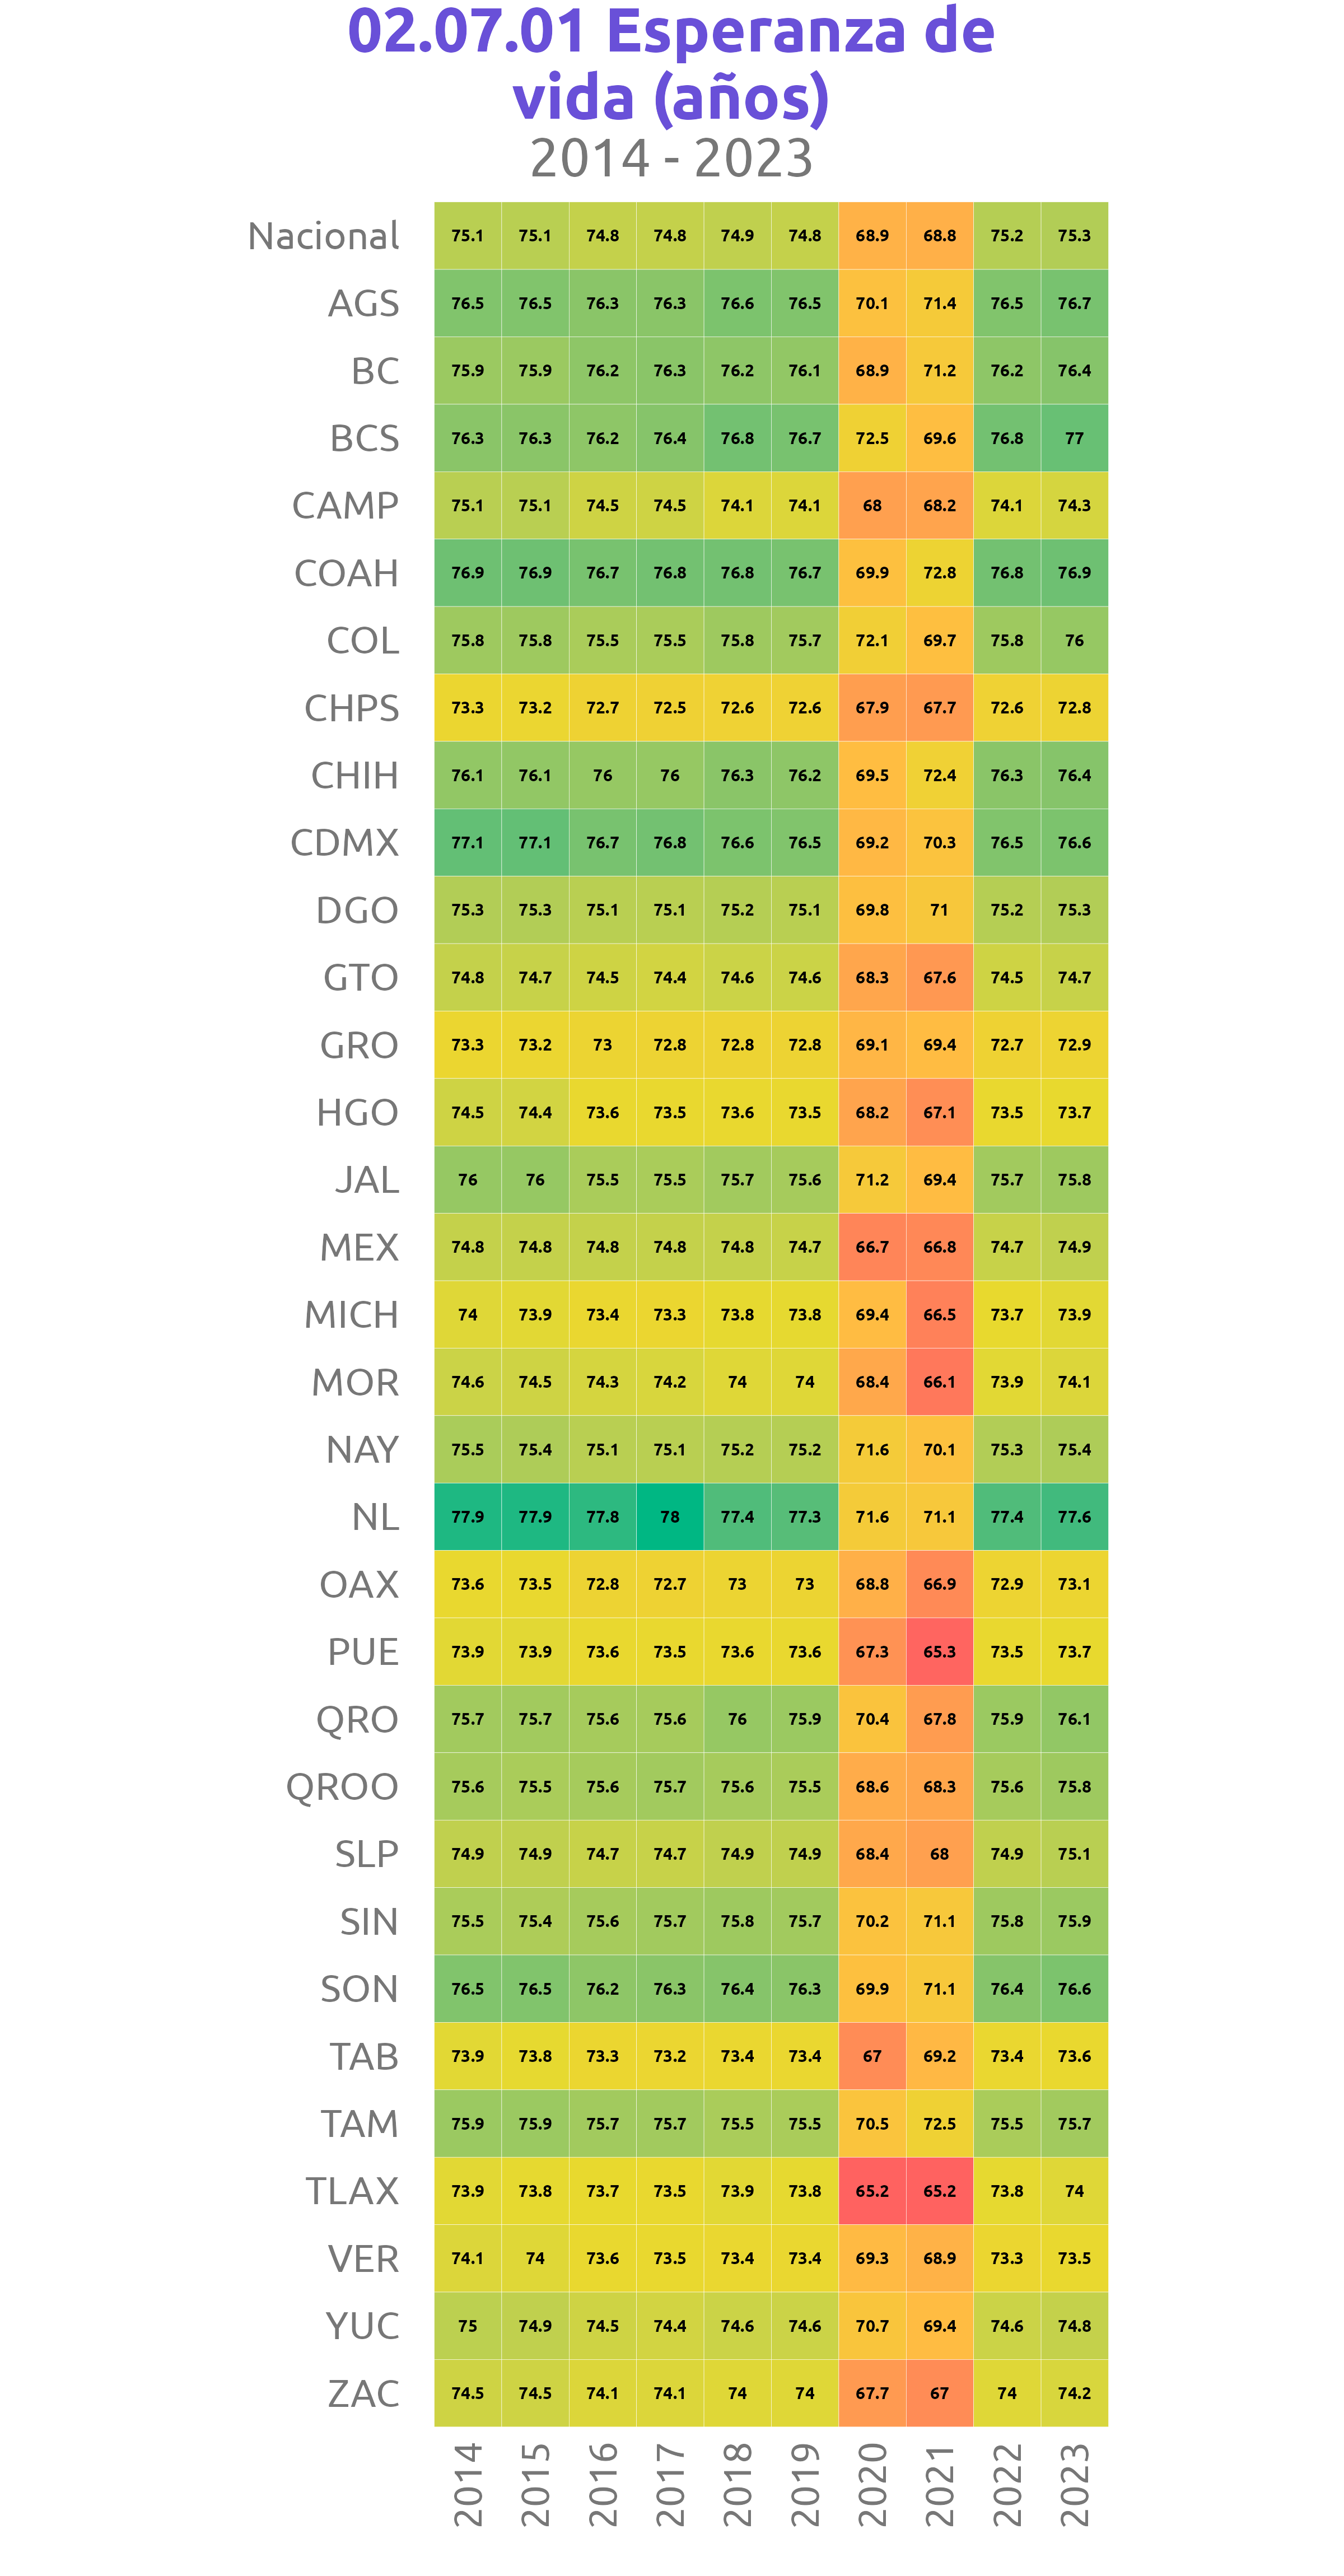 02.07.01 Esperanza de
vida (años)
2014 - 2023
Nacional 75.1 75.1 74.8 74.8 74.9 74.8 68.9 68.8 75.2 75.3
AGS 76.5 76.5 76.3 76.3 76.6 76.5 70.1 71.4 76.5 76.7
BC 75.9 75.9 76.2 76.3 76.2 76.1 68.9 71.2 76.2 76.4
BCS 76.3 76.3 76.2 76.4 76.8 76.7 72.5 69.6 76.8 77
CAMP 75.1 75.1 74.5 74.5 74.1 74.1 68 68.2 74.1 74.3
COAH 76.9 76.9 76.7 76.8 76.8 76.7 69.9 72.8 76.8 76.9
COL 75.8 75.8 75.5 75.5 75.8 75.7 72.1 69.7 75.8 76
CHPS 73.3 73.2 72.7 72.5 72.6 72.6 67.9 67.7 72.6 72.8
CHIH 76.1 76.1 76 76 76.3 76.2 69.5 72.4 76.3 76.4
CDMX 77.1 77.1 76.7 76.8 76.6 76.5 69.2 70.3 76.5 76.6
DGO 75.3 75.3 75.1 75.1 75.2 75.1 69.8 71 75.2 75.3
GTO 74.8 74.7 74.5 74.4 74.6 74.6 68.3 67.6 74.5 74.7
GRO 73.3 73.2 73 72.8 72.8 72.8 69.1 69.4 72.7 72.9
HGO 74.5 74.4 73.6 73.5 73.6 73.5 68.2 67.1 73.5 73.7
JAL 76 76 75.5 75.5 75.7 75.6 71.2 69.4 75.7 75.8
MEX 74.8 74.8 74.8 74.8 74.8 74.7 66.7 66.8 74.7 74.9
MICH 74 73.9 73.4 73.3 73.8 73.8 69.4 66.5 73.7 73.9
MOR 74.6 74.5 74.3 74.2 74 74 68.4 66.1 73.9 74.1
NAY 75.5 75.4 75.1 75.1 75.2 75.2 71.6 70.1 75.3 75.4
NL 77.9 77.9 77.8 78 77.4 77.3 71.6 71.1 77.4 77.6
OAX 73.6 73.5 72.8 72.7 73 73 68.8 66.9 72.9 73.1
PUE 73.9 73.9 73.6 73.5 73.6 73.6 67.3 65.3 73.5 73.7
QRO 75.7 75.7 75.6 75.6 76 75.9 70.4 67.8 75.9 76.1
QROO 75.6 75.5 75.6 75.7 75.6 75.5 68.6 68.3 75.6 75.8
SLP 74.9 74.9 74.7 74.7 74.9 74.9 68.4 68 74.9 75.1
SIN 75.5 75.4 75.6 75.7 75.8 75.7 70.2 71.1 75.8 75.9
SON 76.5 76.5 76.2 76.3 76.4 76.3 69.9 71.1 76.4 76.6
TAB 73.9 73.8 73.3 73.2 73.4 73.4 67 69.2 73.4 73.6
TAM 75.9 75.9 75.7 75.7 75.5 75.5 70.5 72.5 75.5 75.7
TLAX 73.9 73.8 73.7 73.5 73.9 73.8 65.2 65.2 73.8 74
VER 74.1 74 73.6 73.5 73.4 73.4 69.3 68.9 73.3 73.5
YUC 75 74.9 74.5 74.4 74.6 74.6 70.7 69.4 74.6 74.8
ZAC 74.5 74.5 74.1 74.1 74 74 67.7 67 74 74.2
2014 2015 2016 2017 2018 2019 2020 2021 2022 2023